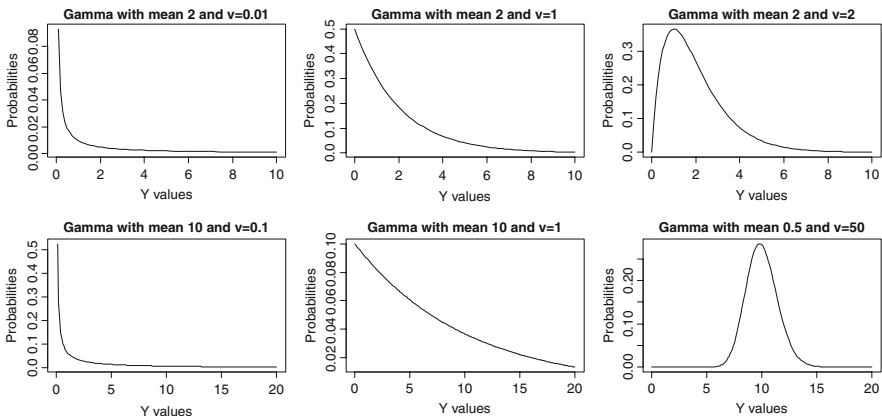 Gamma with mean 2 and ν=0.01
Probabilities
0.00 0.02 0.04 0.06 0.08
0 2 4 6 8 10
Y values
Gamma with mean 2 and ν=1
Probabilities
0.0 0.1 0.2 0.3 0.4 0.5
0 2 4 6 8 10
Y values
Gamma with mean 2 and ν=2
Probabilities
0.0 0.1 0.2 0.3
0 2 4 6 8 10
Y values
Gamma with mean 10 and ν=0.1
Probabilities
0.0 0.1 0.2 0.3 0.4 0.5
0 5 10 15 20
Y values
Gamma with mean 10 and ν=1
Probabilities
0.02 0.04 0.06 0.08 0.10
0 5 10 15 20
Y values
Gamma with mean 0.5 and ν=50
Probabilities
0.00 0.10 0.20
0 5 10 15 20
Y values